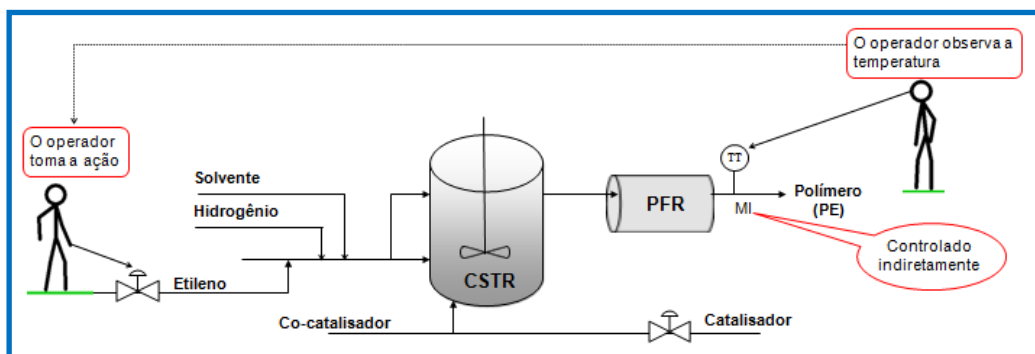 O operador observa a
temperatura
O operador
toma a ação
TT
Solvente
Hidrogênio
PFR
Polímero
(PE)
MI
Controlado
indiretamente
CSTR
Etileno
Co-catalisador
Catalisador